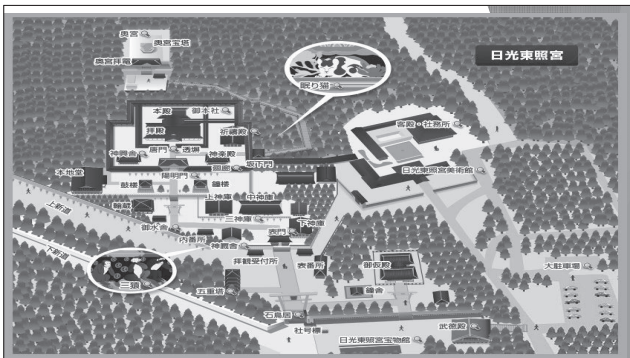 奥宮
奥宮宝塔
奥宮拝殿
日光東照宮
眠り猫
本殿
御本社
拝殿
祈祷殿
客殿・社務所
唐門
透塀
神輿舎
神楽殿
坂下門
廻廊
日光東照宮美術館
本地堂
陽明門
鼓楼
鐘楼
輪蔵
上神庫
中神庫
上新道
三神庫
下神庫
御水舎
内番所
神厩舎
表門
下新道
拝観受付所
表番所
御仮殿
大駐車場
三猿
五重塔
鐘舎
石鳥居
社号標
武徳殿
日光東照宮宝物館